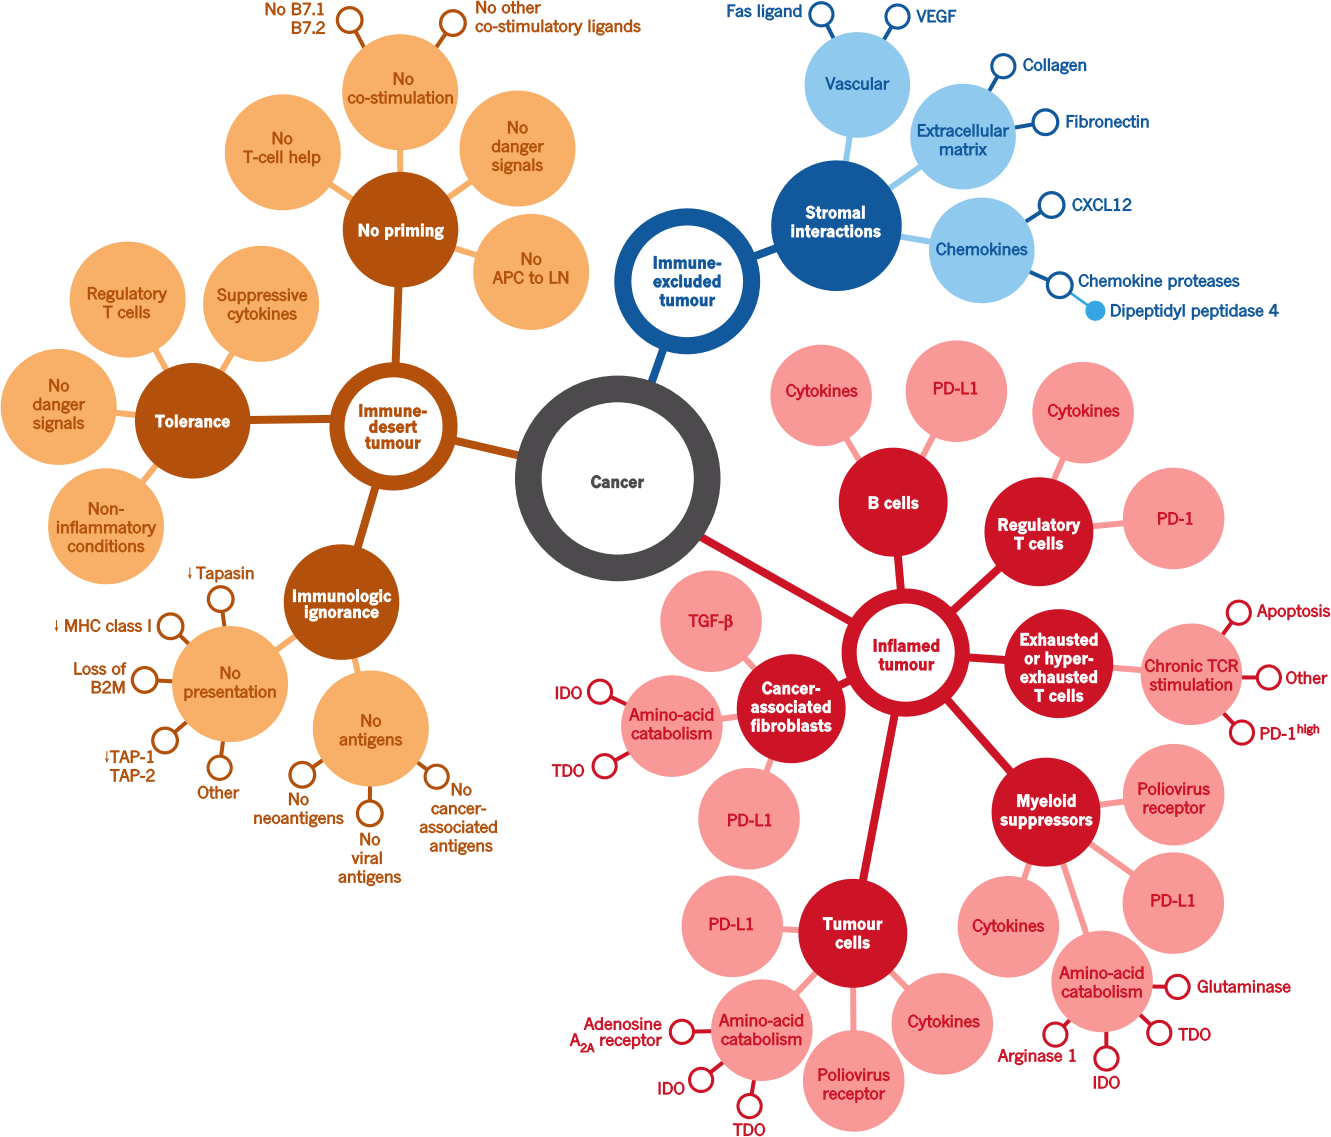 No B7.1
B7.2
No other
co-stimulatory ligands
No
co-stimulation
No
T-cell help
No
danger
signals
No priming
No
APC to LN
Regulatory
T cells
Suppressive
cytokines
No
danger
signals
Tolerance
Non-
inflammatory
conditions
Immune-
desert
tumour
Immunologic
ignorance
↓Tapasin
↓ MHC class I
Loss of
B2M
↓TAP-1
TAP-2
Other
No
presentation
No
antigens
No
neoantigens
No
viral
antigens
No
cancer-
associated
antigens
Cancer
Immune-
excluded
tumour
Stromal
interactions
Fas ligand
VEGF
Vascular
Collagen
Fibronectin
Extracellular
matrix
Chemokines
CXCL12
Chemokine proteases
Dipeptidyl peptidase 4
Inflamed
tumour
Cytokines
PD-L1
B cells
Cytokines
PD-1
Regulatory
T cells
Exhausted
or hyper-
exhausted
T cells
Chronic TCR
stimulation
Apoptosis
Other
PD-1high
TGF-β
Cancer-
associated
fibroblasts
IDO
Amino-acid
catabolism
TDO
PD-L1
Myeloid
suppressors
Poliovirus
receptor
PD-L1
Cytokines
Amino-acid
catabolism
Glutaminase
TDO
IDO
Arginase 1
Tumour
cells
PD-L1
Amino-acid
catabolism
Adenosine
A2A receptor
IDO
TDO
Poliovirus
receptor
Cytokines